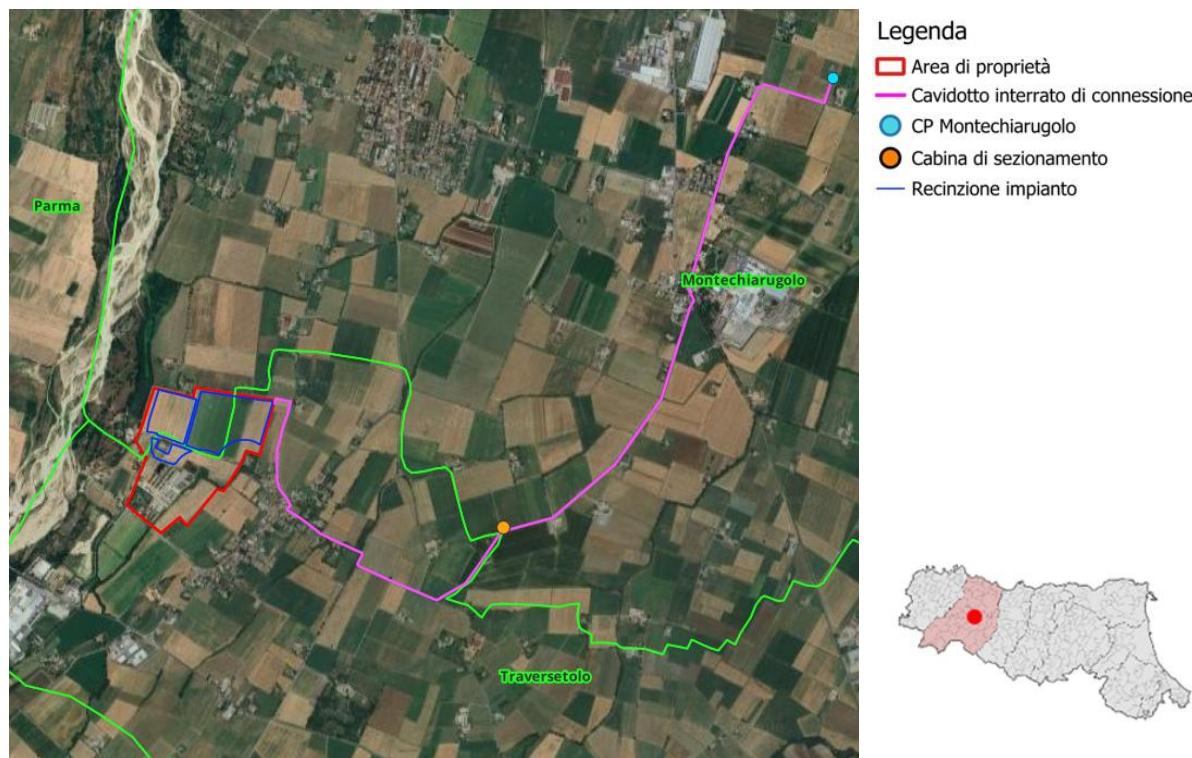 Legenda
Area di proprietà
Cavidotto interrato di connessione
CP Montechiarugolo
Cabina di sezionamento
Recinzione impianto
Parma
Montechiarugolo
Traversetolo